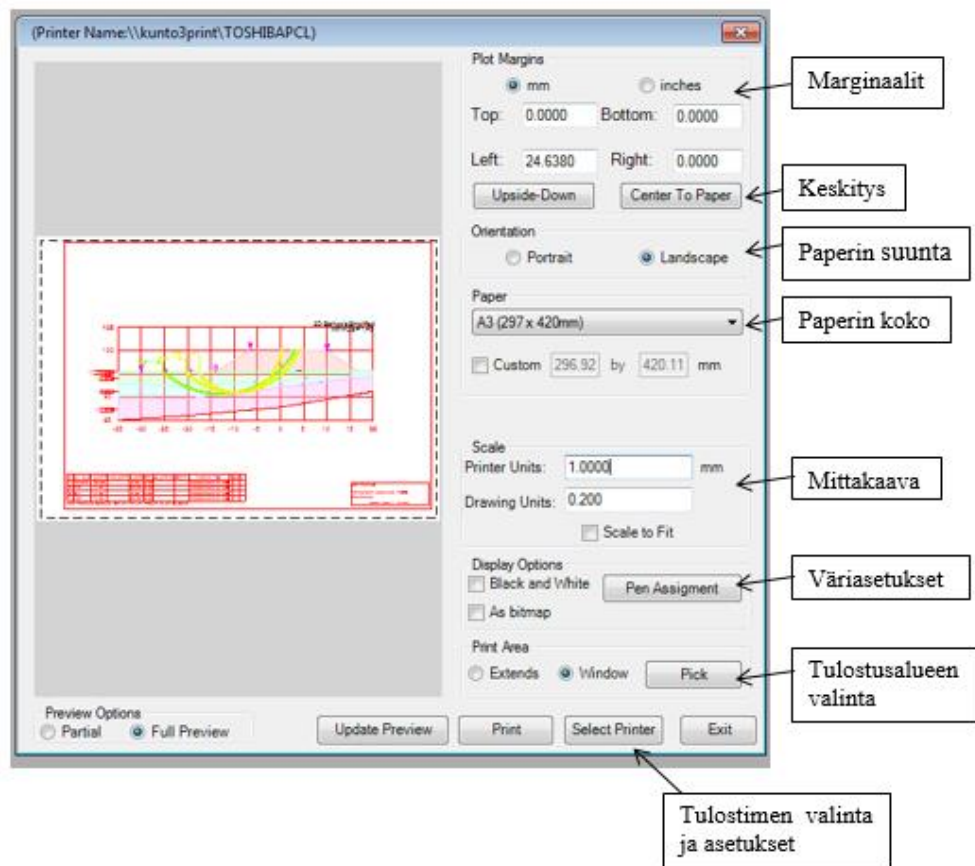 (Printer Name:\\kunto3print\TOSHIBAPCL)
Plot Margins
mm inches
Top: 0.0000 Bottom: 0.0000
Left: 24.6380 Right: 0.0000
Upside-Down Center To Paper
Orientation
Portrait Landscape
Paper
A3 (297 x 420mm)
Custom 296.92 by 420.11 mm
Scale
Printer Units: 1.0000 mm
Drawing Units: 0.200
Scale to Fit
Display Options
Black and White Pen Assigment
As bitmap
Print Area
Extends Window Pick
Preview Options
Partial Full Preview
Update Preview Print Select Printer Exit
Marginaalit
Keskitys
Paperin suunta
Paperin koko
Mittakaava
Väriasetukset
Tulostusalueen
valinta
Tulostimen valinta
ja asetukset